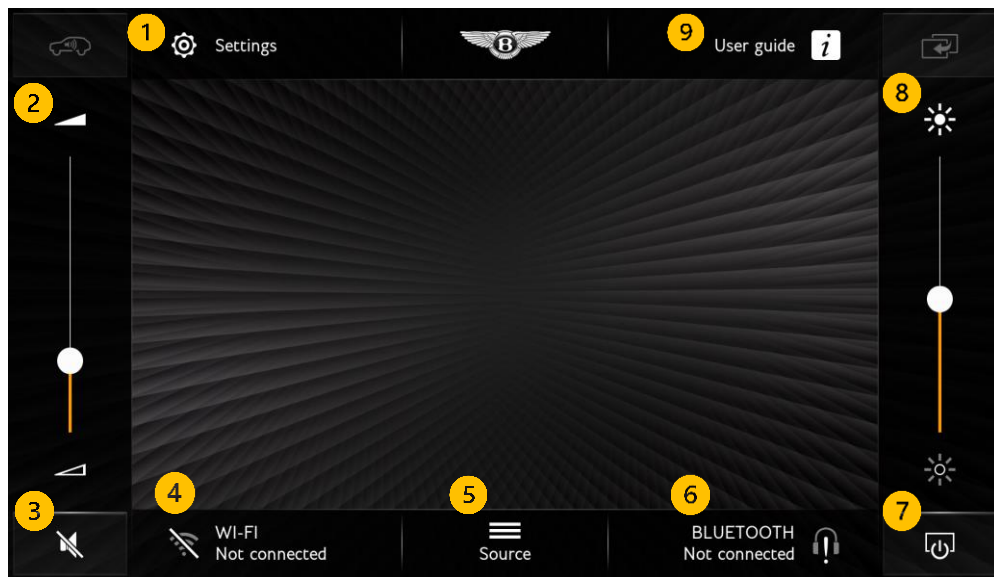 1
Settings
B
9
User guide i
2
8
4
WI-FI
Not connected
5
Source
6
BLUETOOTH
Not connected
3
7